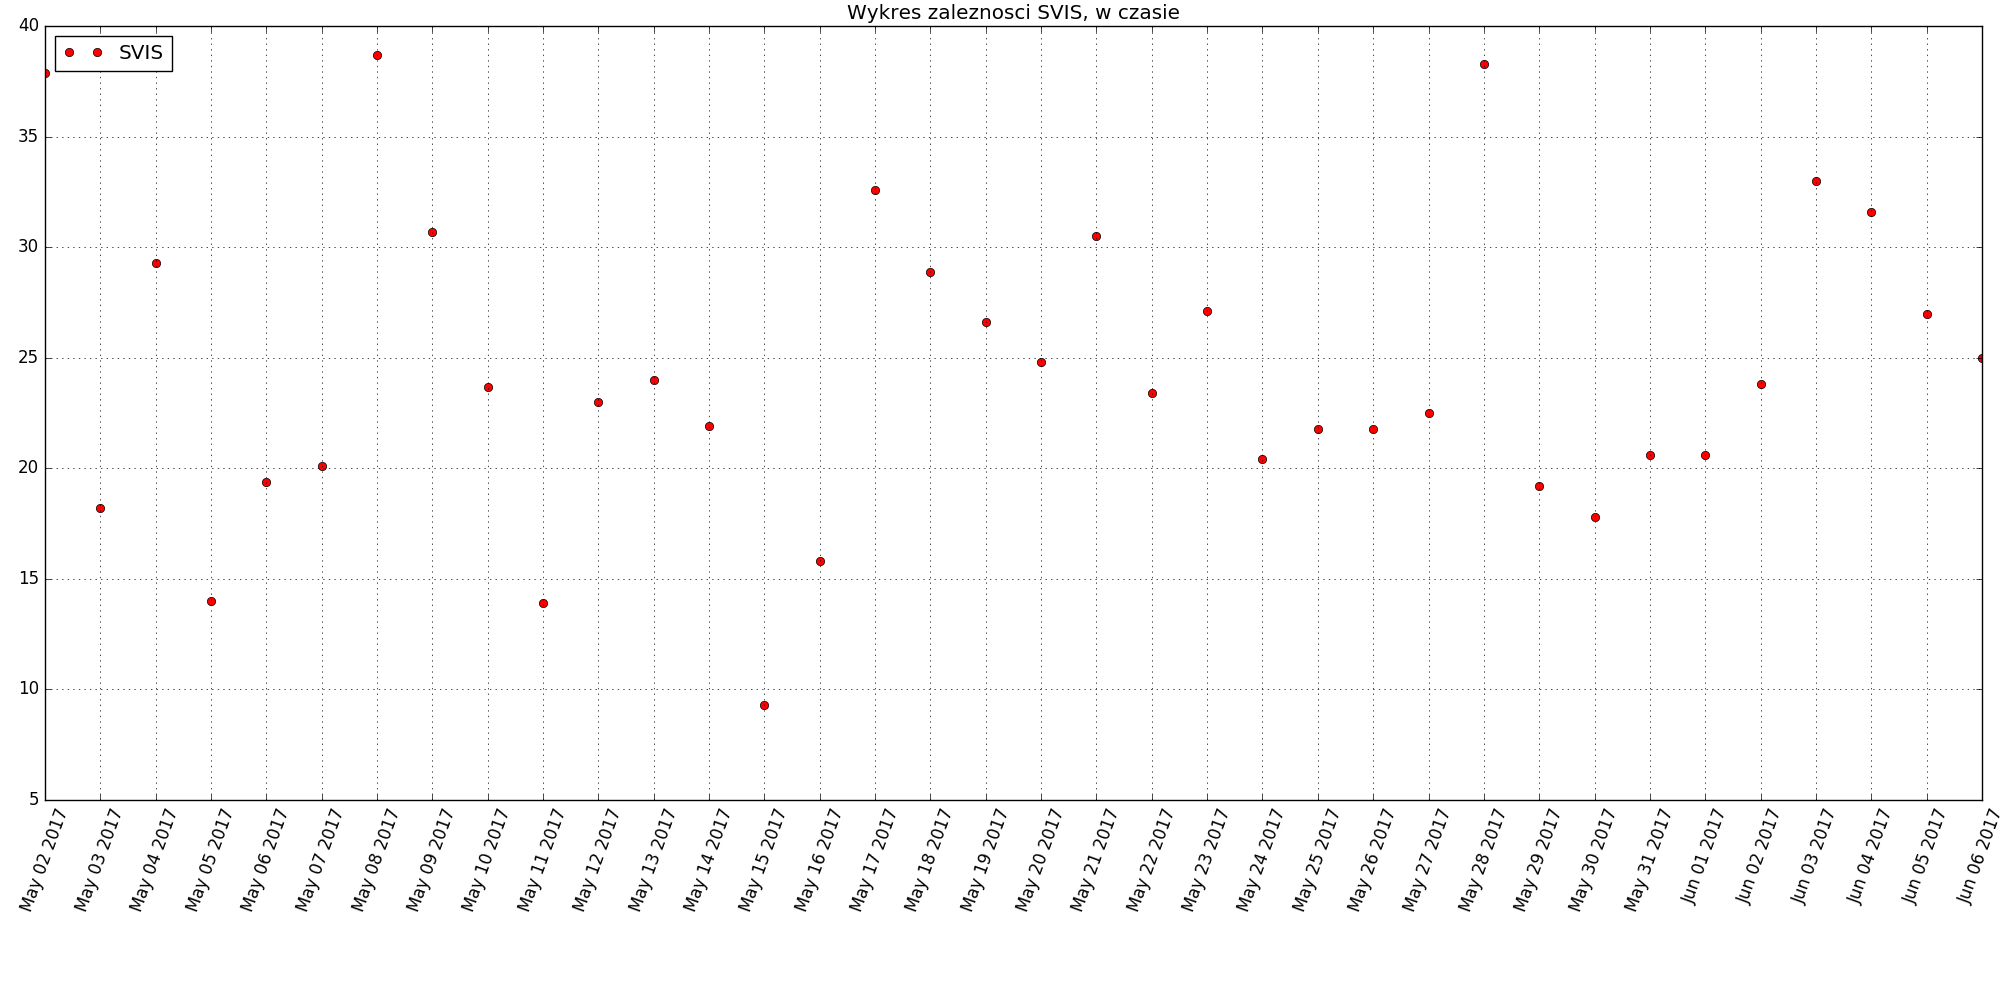 Wykres zaleznosci SVIS, w czasie
SVIS
40
35
30
25
20
15
10
5
May 02 2017
May 03 2017
May 04 2017
May 05 2017
May 06 2017
May 07 2017
May 08 2017
May 09 2017
May 10 2017
May 11 2017
May 12 2017
May 13 2017
May 14 2017
May 15 2017
May 16 2017
May 17 2017
May 18 2017
May 19 2017
May 20 2017
May 21 2017
May 22 2017
May 23 2017
May 24 2017
May 25 2017
May 26 2017
May 27 2017
May 28 2017
May 29 2017
May 30 2017
May 31 2017
Jun 01 2017
Jun 02 2017
Jun 03 2017
Jun 04 2017
Jun 05 2017
Jun 06 2017